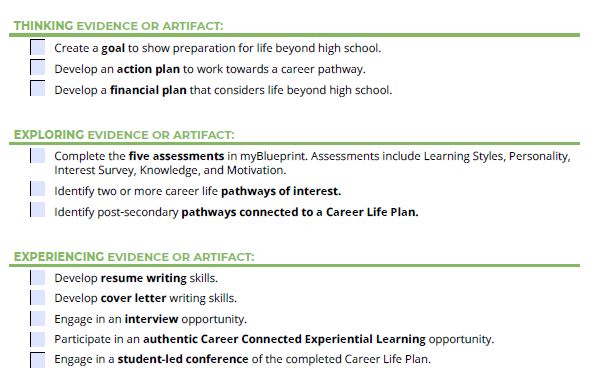 THINKING EVIDENCE OR ARTIFACT:
Create a goal to show preparation for life beyond high school.
Develop an action plan to work towards a career pathway.
Develop a financial plan that considers life beyond high school.
EXPLORING EVIDENCE OR ARTIFACT:
Complete the five assessments in myBlueprint. Assessments include Learning Styles, Personality,
Interest Survey, Knowledge, and Motivation.
Identify two or more career life pathways of interest.
Identify post-secondary pathways connected to a Career Life Plan.
EXPERIENCING EVIDENCE OR ARTIFACT:
Develop resume writing skills.
Develop cover letter writing skills.
Engage in an interview opportunity.
Participate in an authentic Career Connected Experiential Learning opportunity.
Engage in a student-led conference of the completed Career Life Plan.